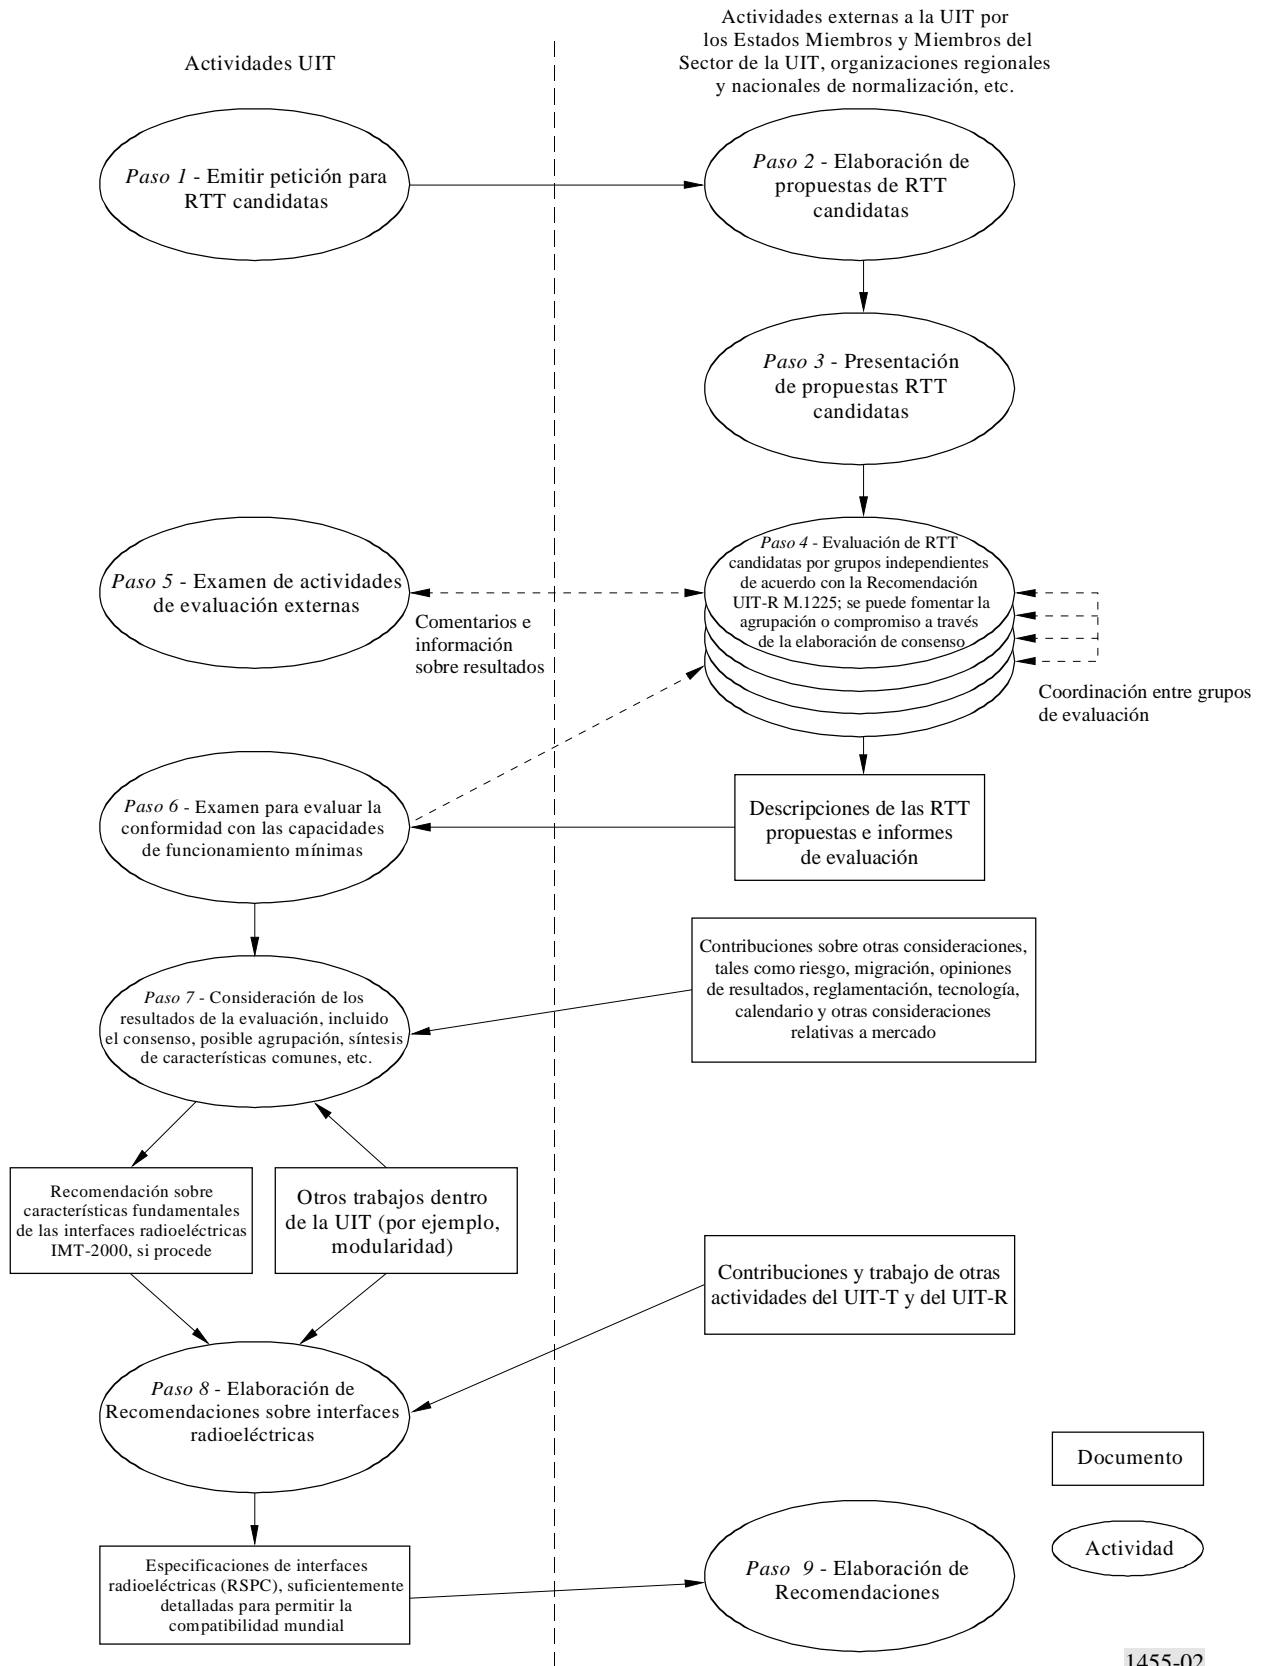 Actividades UIT
Actividades externas a la UIT por
los Estados Miembros y Miembros del
Sector de la UIT, organizaciones regionales
y nacionales de normalización, etc.
Paso 1 - Emitir petición para
RTT candidatas
Paso 2 - Elaboración de
propuestas de RTT
candidatas
Paso 3 - Presentación
de propuestas RTT
candidatas
Paso 4 - Evaluación de RTT
candidatas por grupos independientes
de acuerdo con la Recomendación
UIT-R M.1225; se puede fomentar la
agrupación o compromiso a través
de la elaboración de consenso
Paso 5 - Examen de actividades
de evaluación externas
Comentarios e
información
sobre resultados
Coordinación entre grupos
de evaluación
Paso 6 - Examen para evaluar la
conformidad con las capacidades
de funcionamiento mínimas
Descripciones de las RTT
propuestas e informes
de evaluación
Contribuciones sobre otras consideraciones,
tales como riesgo, migración, opiniones
de resultados, reglamentación, tecnología,
calendario y otras consideraciones
relativas a mercado
Paso 7 - Consideración de los
resultados de la evaluación, incluido
el consenso, posible agrupación, síntesis
de características comunes, etc.
Recomendación sobre
características fundamentales
de las interfaces radioeléctricas
IMT-2000, si procede
Otros trabajos dentro
de la UIT (por ejemplo,
modularidad)
Contribuciones y trabajo de otras
actividades del UIT-T y del UIT-R
Paso 8 - Elaboración de
Recomendaciones sobre interfaces
radioeléctricas
Documento
Actividad
Especificaciones de interfaces
radioeléctricas (RSPC), suficientemente
detalladas para permitir la
compatibilidad mundial
Paso 9 - Elaboración de
Recomendaciones
1455-02